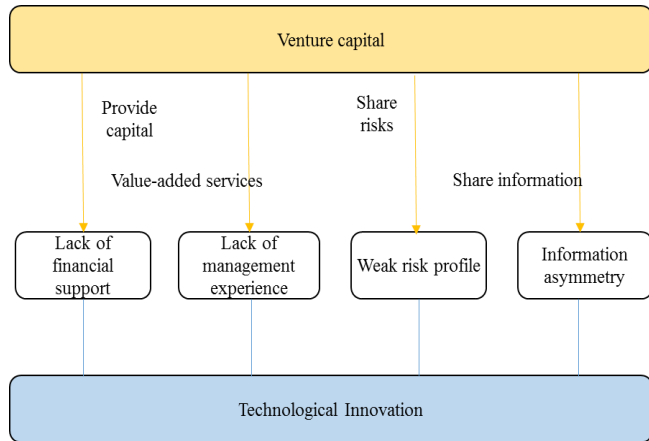 Venture capital
Provide
capital
Share
risks
Value-added services
Share information
Lack of
financial
support
Lack of
management
experience
Weak risk profile
Information
asymmetry
Technological Innovation